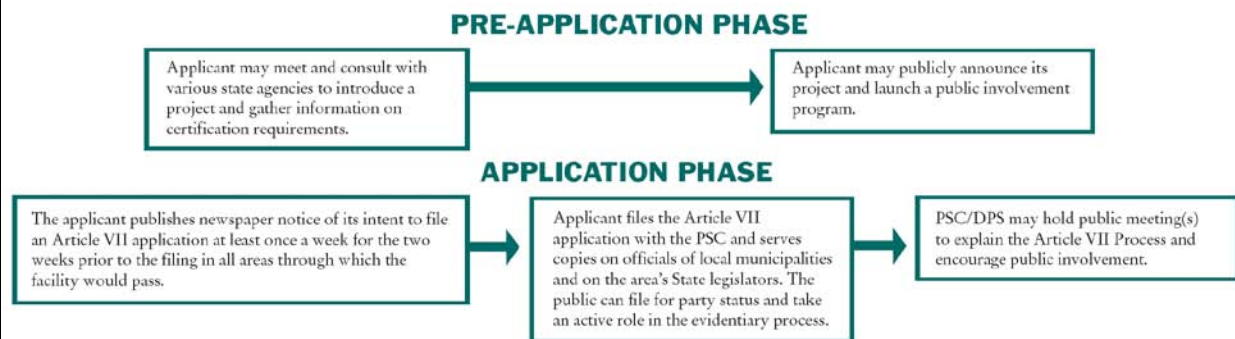 PRE-APPLICATION PHASE
Applicant may meet and consult with
various state agencies to introduce a
project and gather information on
certification requirements.
Applicant may publicly announce its
project and launch a public involvement
program.
APPLICATION PHASE
The applicant publishes newspaper notice of its intent to file
an Article VII application at least once a week for the two
weeks prior to the filing in all areas through which the
facility would pass.
Applicant files the Article VII
application with the PSC and serves
copies on officials of local municipalities
and on the area's State legislators. The
public can file for party status and take
an active role in the evidentiary process.
PSC/DPS may hold public meeting(s)
to explain the Article VII Process and
encourage public involvement.